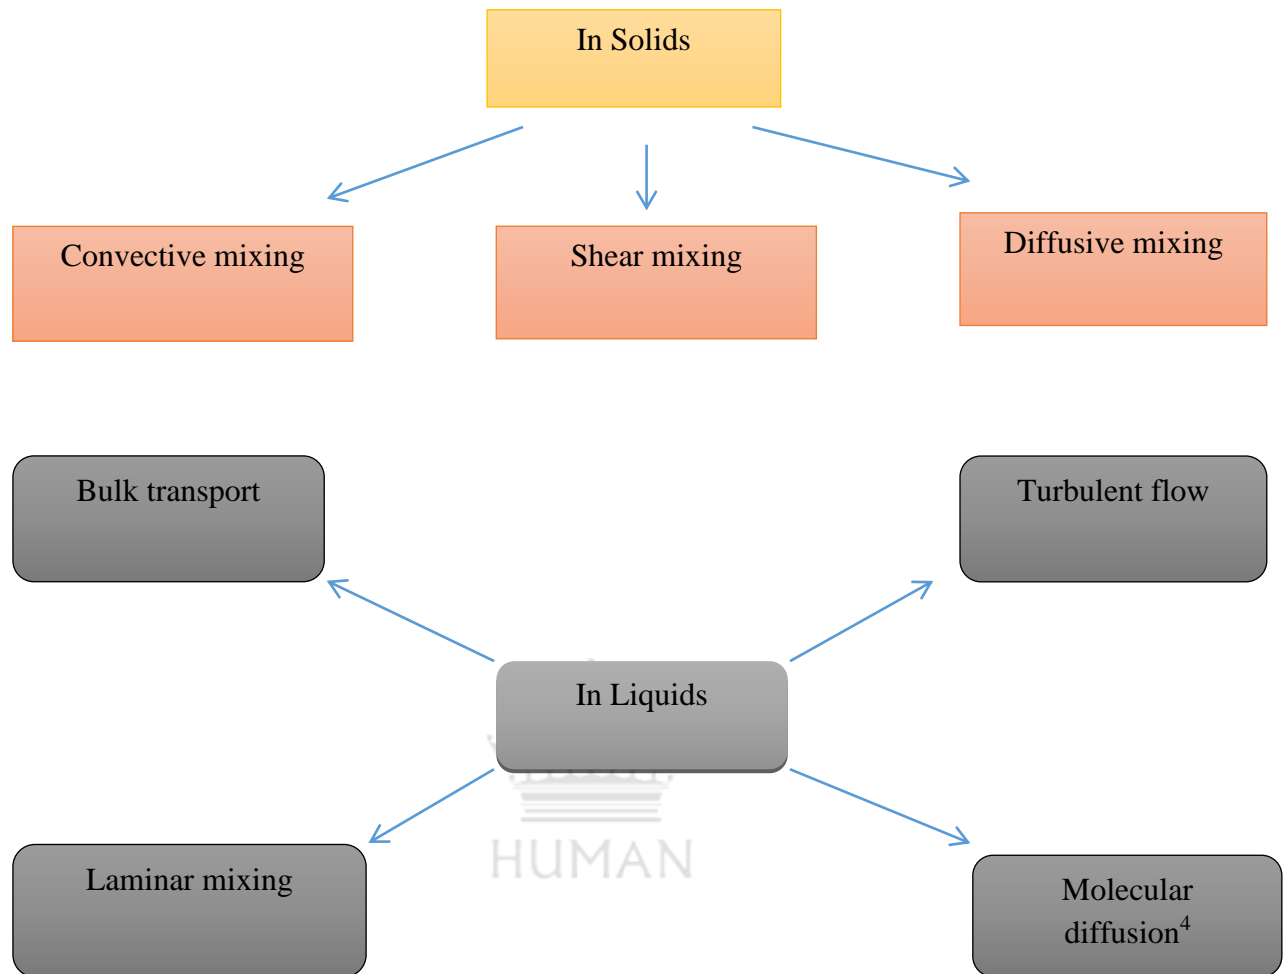 In Solids
Convective mixing
Shear mixing
Diffusive mixing
Bulk transport
Turbulent flow
In Liquids
HUMAN
Laminar mixing
Molecular
diffusion⁴